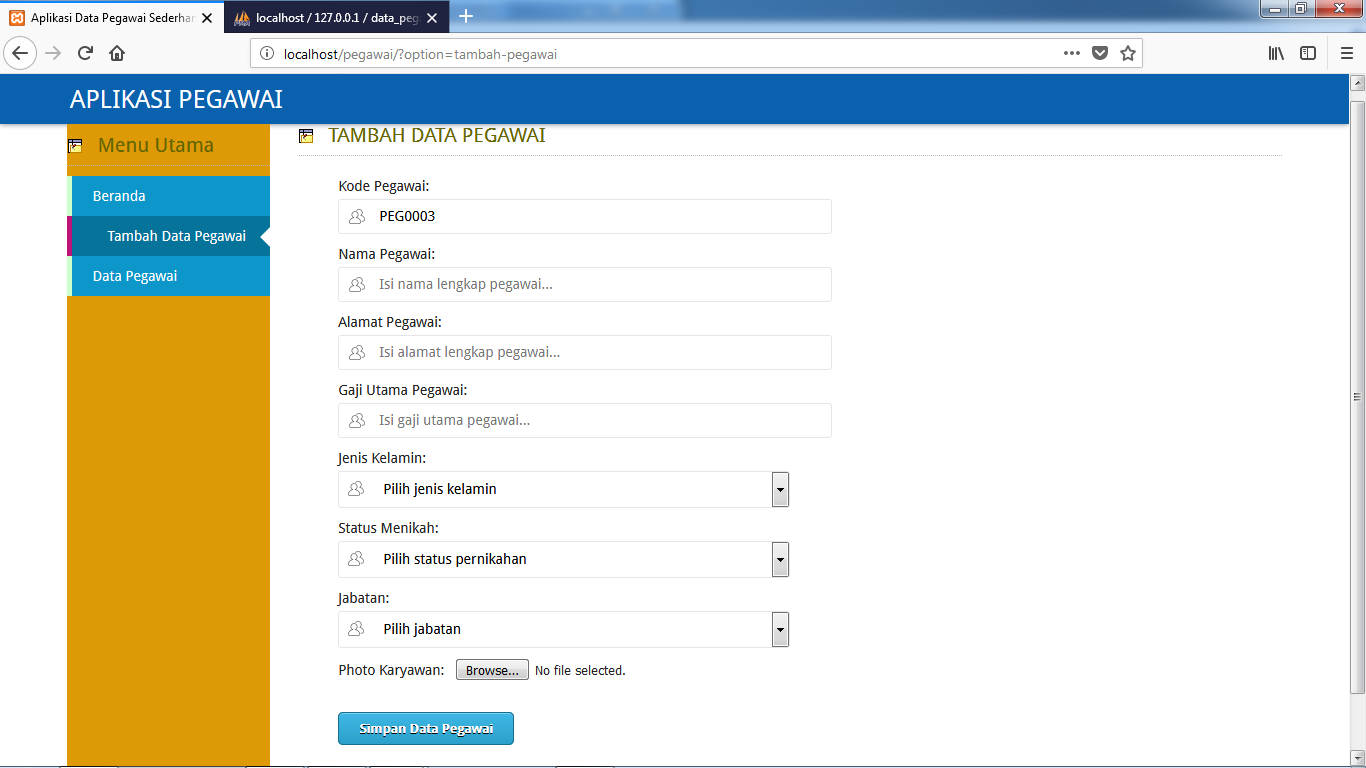 Aplikasi Data Pegawai Sederhan
localhost / 127.0.0.1 / data_peg
localhost/pegawai/?option=tambah-pegawai
APLIKASI PEGAWAI
Menu Utama
Beranda
Tambah Data Pegawai
Data Pegawai
TAMBAH DATA PEGAWAI
Kode Pegawai:
PEG0003
Nama Pegawai:
Isi nama lengkap pegawai...
Alamat Pegawai:
Isi alamat lengkap pegawai...
Gaji Utama Pegawai:
Isi gaji utama pegawai...
Jenis Kelamin:
Pilih jenis kelamin
Status Menikah:
Pilih status pernikahan
Jabatan:
Pilih jabatan
Photo Karyawan: Browse... No file selected.
Simpan Data Pegawai